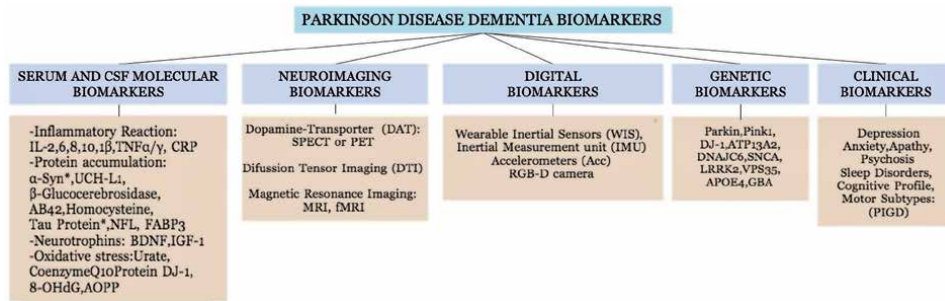 PARKINSON DISEASE DEMENTIA BIOMARKERS
SERUM AND CSF MOLECULAR
BIOMARKERS
-Inflammatory Reaction:
IL-2,6,8,10,1β,TNFα/γ, CRP
-Protein accumulation:
α-Syn*,UCH-L1,
β-Glucocerebrosidase,
AB42,Homocysteine,
Tau Protein*,NFL, FABP3
-Neurotrophins: BDNF,IGF-1
-Oxidative stress:Urate,
CoenzymeQ10Protein DJ-1,
8-OHdG,AOPP
NEUROIMAGING
BIOMARKERS
Dopamine-Transporter (DAT):
SPECT or PET
Difussion Tensor Imaging (DTI)
Magnetic Resonance Imaging:
MRI, fMRI
DIGITAL
BIOMARKERS
Wearable Inertial Sensors (WIS),
Inertial Measurement unit (IMU)
Accelerometers (Acc)
RGB-D camera
GENETIC
BIOMARKERS
Parkin,Pink1,
DJ-1,ATP13A2,
DNAJC6,SNCA,
LRRK2,VPS35,
APOE4,GBA
CLINICAL
BIOMARKERS
Depression
Anxiety,Apathy,
Psychosis
Sleep Disorders,
Cognitive Profile,
Motor Subtypes:
(PIGD)